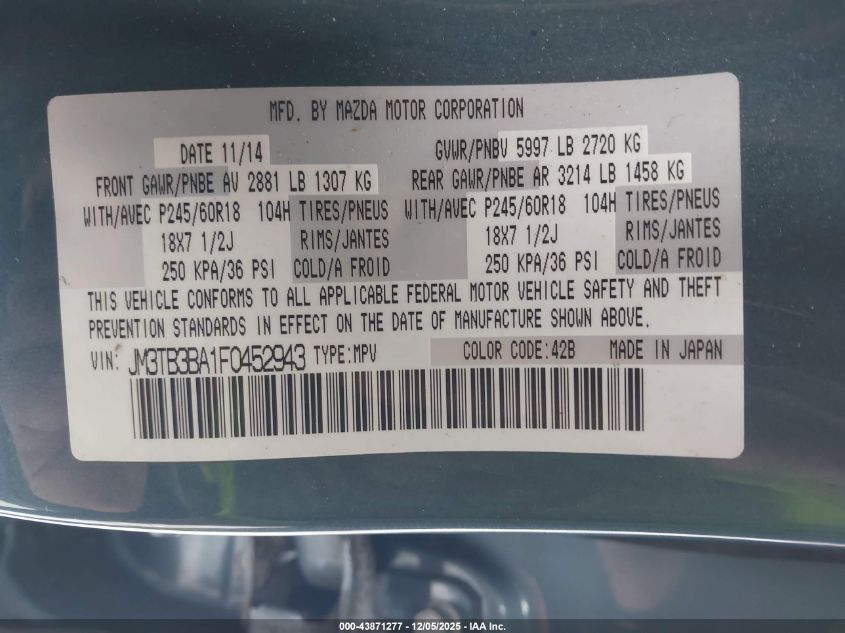 MFD. BY MAZDA MOTOR CORPORATION
DATE 11/14 GVWR/PNBV 5997 LB 2720 KG
FRONT GAWR/PNBE AV 2881 LB 1307 KG REAR GAWR/PNBE AR 3214 LB 1458 KG
WITH/AVEC P245/60R18 104H TIRES/PNEUS WITH/AVEC P245/60R18 104H TIRES/PNEUS
18X7 1/2J RIMS/JANTES 18X7 1/2J RIMS/JANTES
250 KPA/36 PSI COLD/A FROID 250 KPA/36 PSI COLD/A FROID
THIS VEHICLE CONFORMS TO ALL APPLICABLE FEDERAL MOTOR VEHICLE SAFETY AND THEFT
PREVENTION STANDARDS IN EFFECT ON THE DATE OF MANUFACTURE SHOWN ABOVE.
VIN: JM3TB3BA1F0452943 TYPE:MPV COLOR CODE:42B MADE IN JAPAN
000-43871277 - 12/05/2025 - IAA Inc.